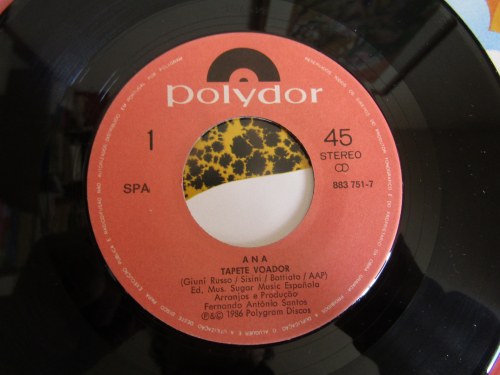 polydor
1
45
STEREO
SPA
883 751-7
ANA
TAPETE VOADOR
(Giuni Russo / Sisini / Battiato / AAP)
Ed. Mus. Sugar Music Española
Arranjos e Produção
Fernando António Santos
℗&© 1986 Polygram Discos